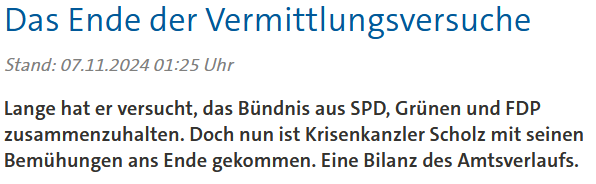 Das Ende der Vermittlungsversuche
Stand: 07.11.2024 01:25 Uhr
Lange hat er versucht, das Bündnis aus SPD, Grünen und FDP
zusammenzuhalten. Doch nun ist Krisenkanzler Scholz mit seinen
Bemühungen ans Ende gekommen. Eine Bilanz des Amtsverlaufs.